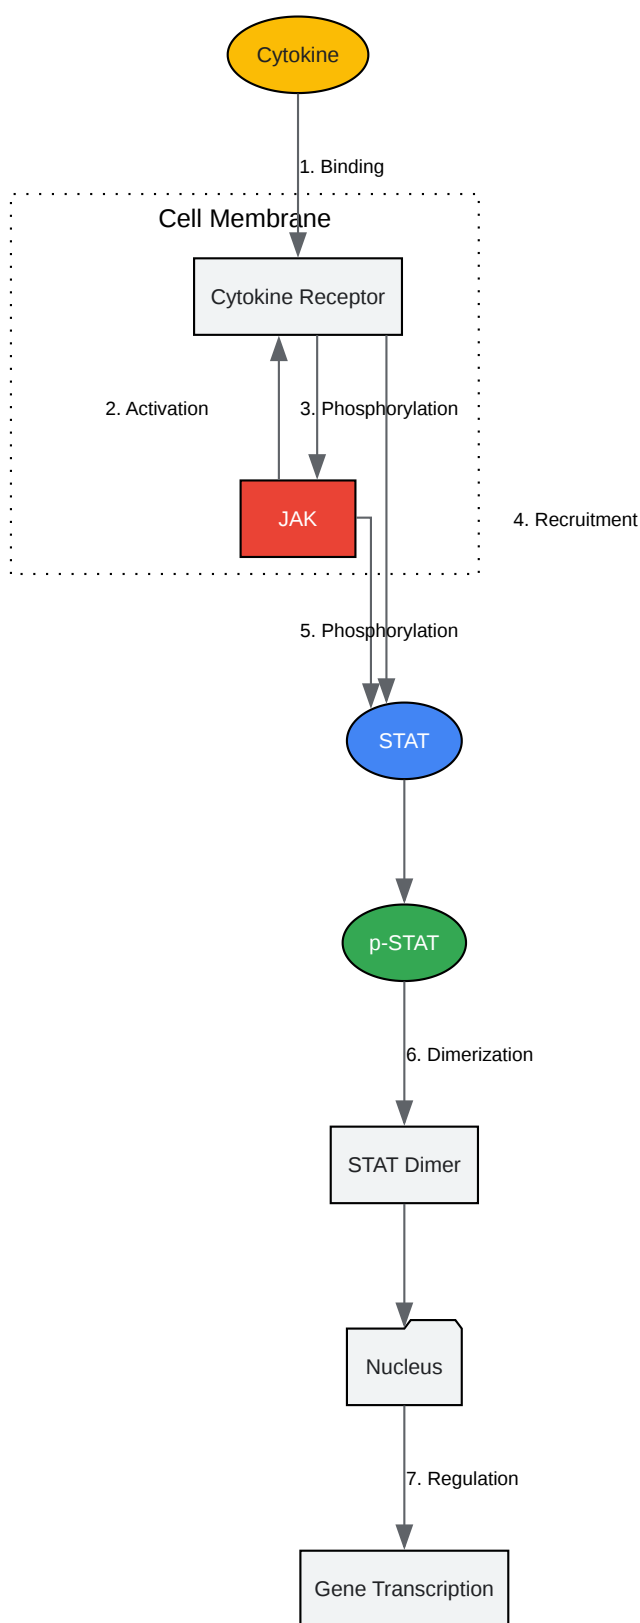 Cytokine
1. Binding
Cell Membrane
Cytokine Receptor
2. Activation
3. Phosphorylation
JAK
4. Recruitment
5. Phosphorylation
STAT
p-STAT
6. Dimerization
STAT Dimer
Nucleus
7. Regulation
Gene Transcription